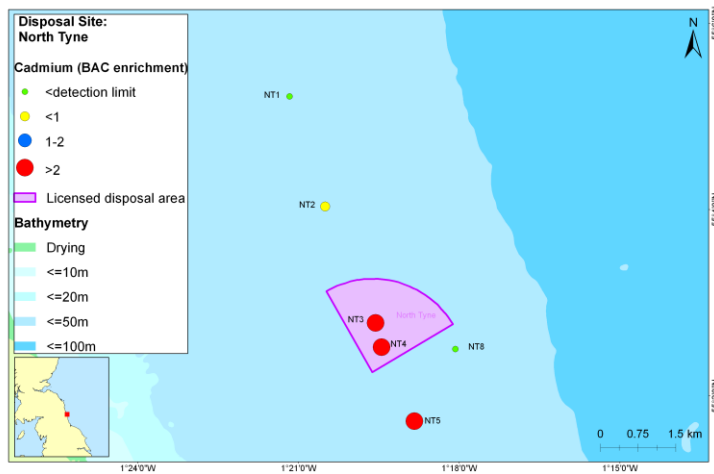 Disposal Site:
North Tyne
Cadmium (BAC enrichment)
<detection limit
<1
1-2
>2
Licensed disposal area
Bathymetry
Drying
<=10m
<=20m
<=50m
<=100m
N
NT1
NT2
NT3
North Tyne
NT4
NT8
NT5
0 0.75 1.5 km
1°24'0"W 1°21'0"W 1°18'0"W 1°15'0"W